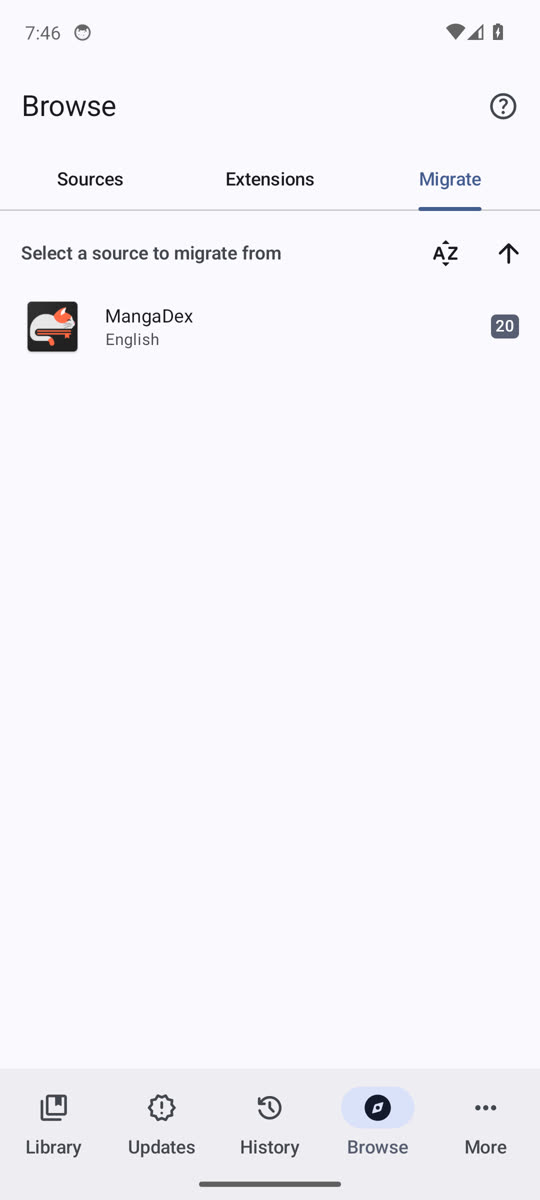 7:46
Browse
Sources Extensions Migrate
Select a source to migrate from
AZ
MangaDex
English
20
Library Updates History Browse More